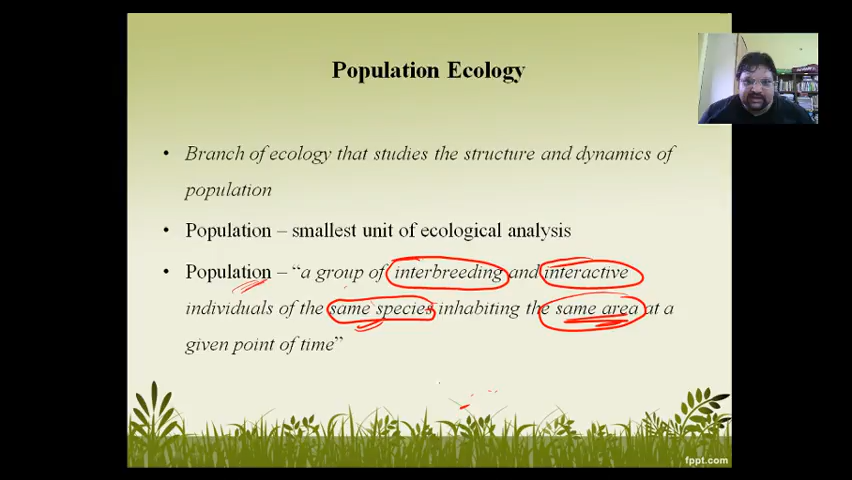 Population Ecology
• Branch of ecology that studies the structure and dynamics of
population
• Population – smallest unit of ecological analysis
• Population – “a group of interbreeding and interactive
individuals of the same species inhabiting the same area at a
given point of time”
fppt.com